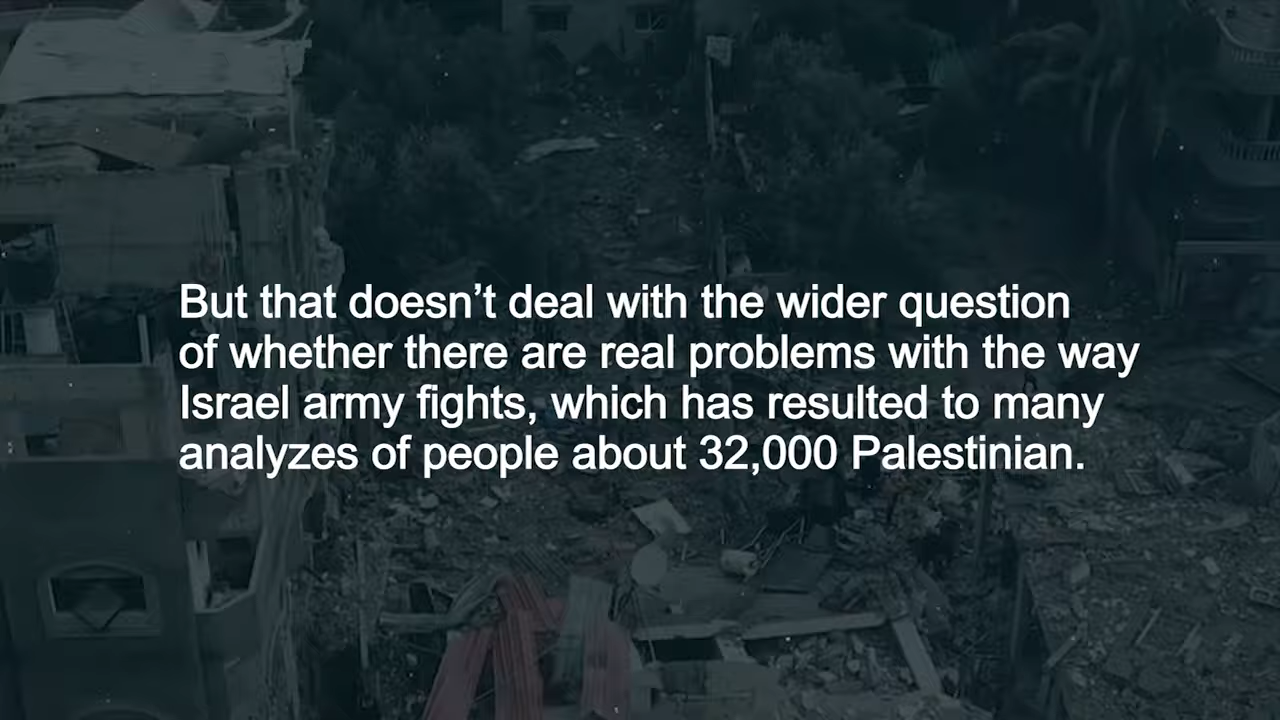 But that doesn’t deal with the wider question
of whether there are real problems with the way
Israel army fights, which has resulted to many
analyzes of people about 32,000 Palestinian.